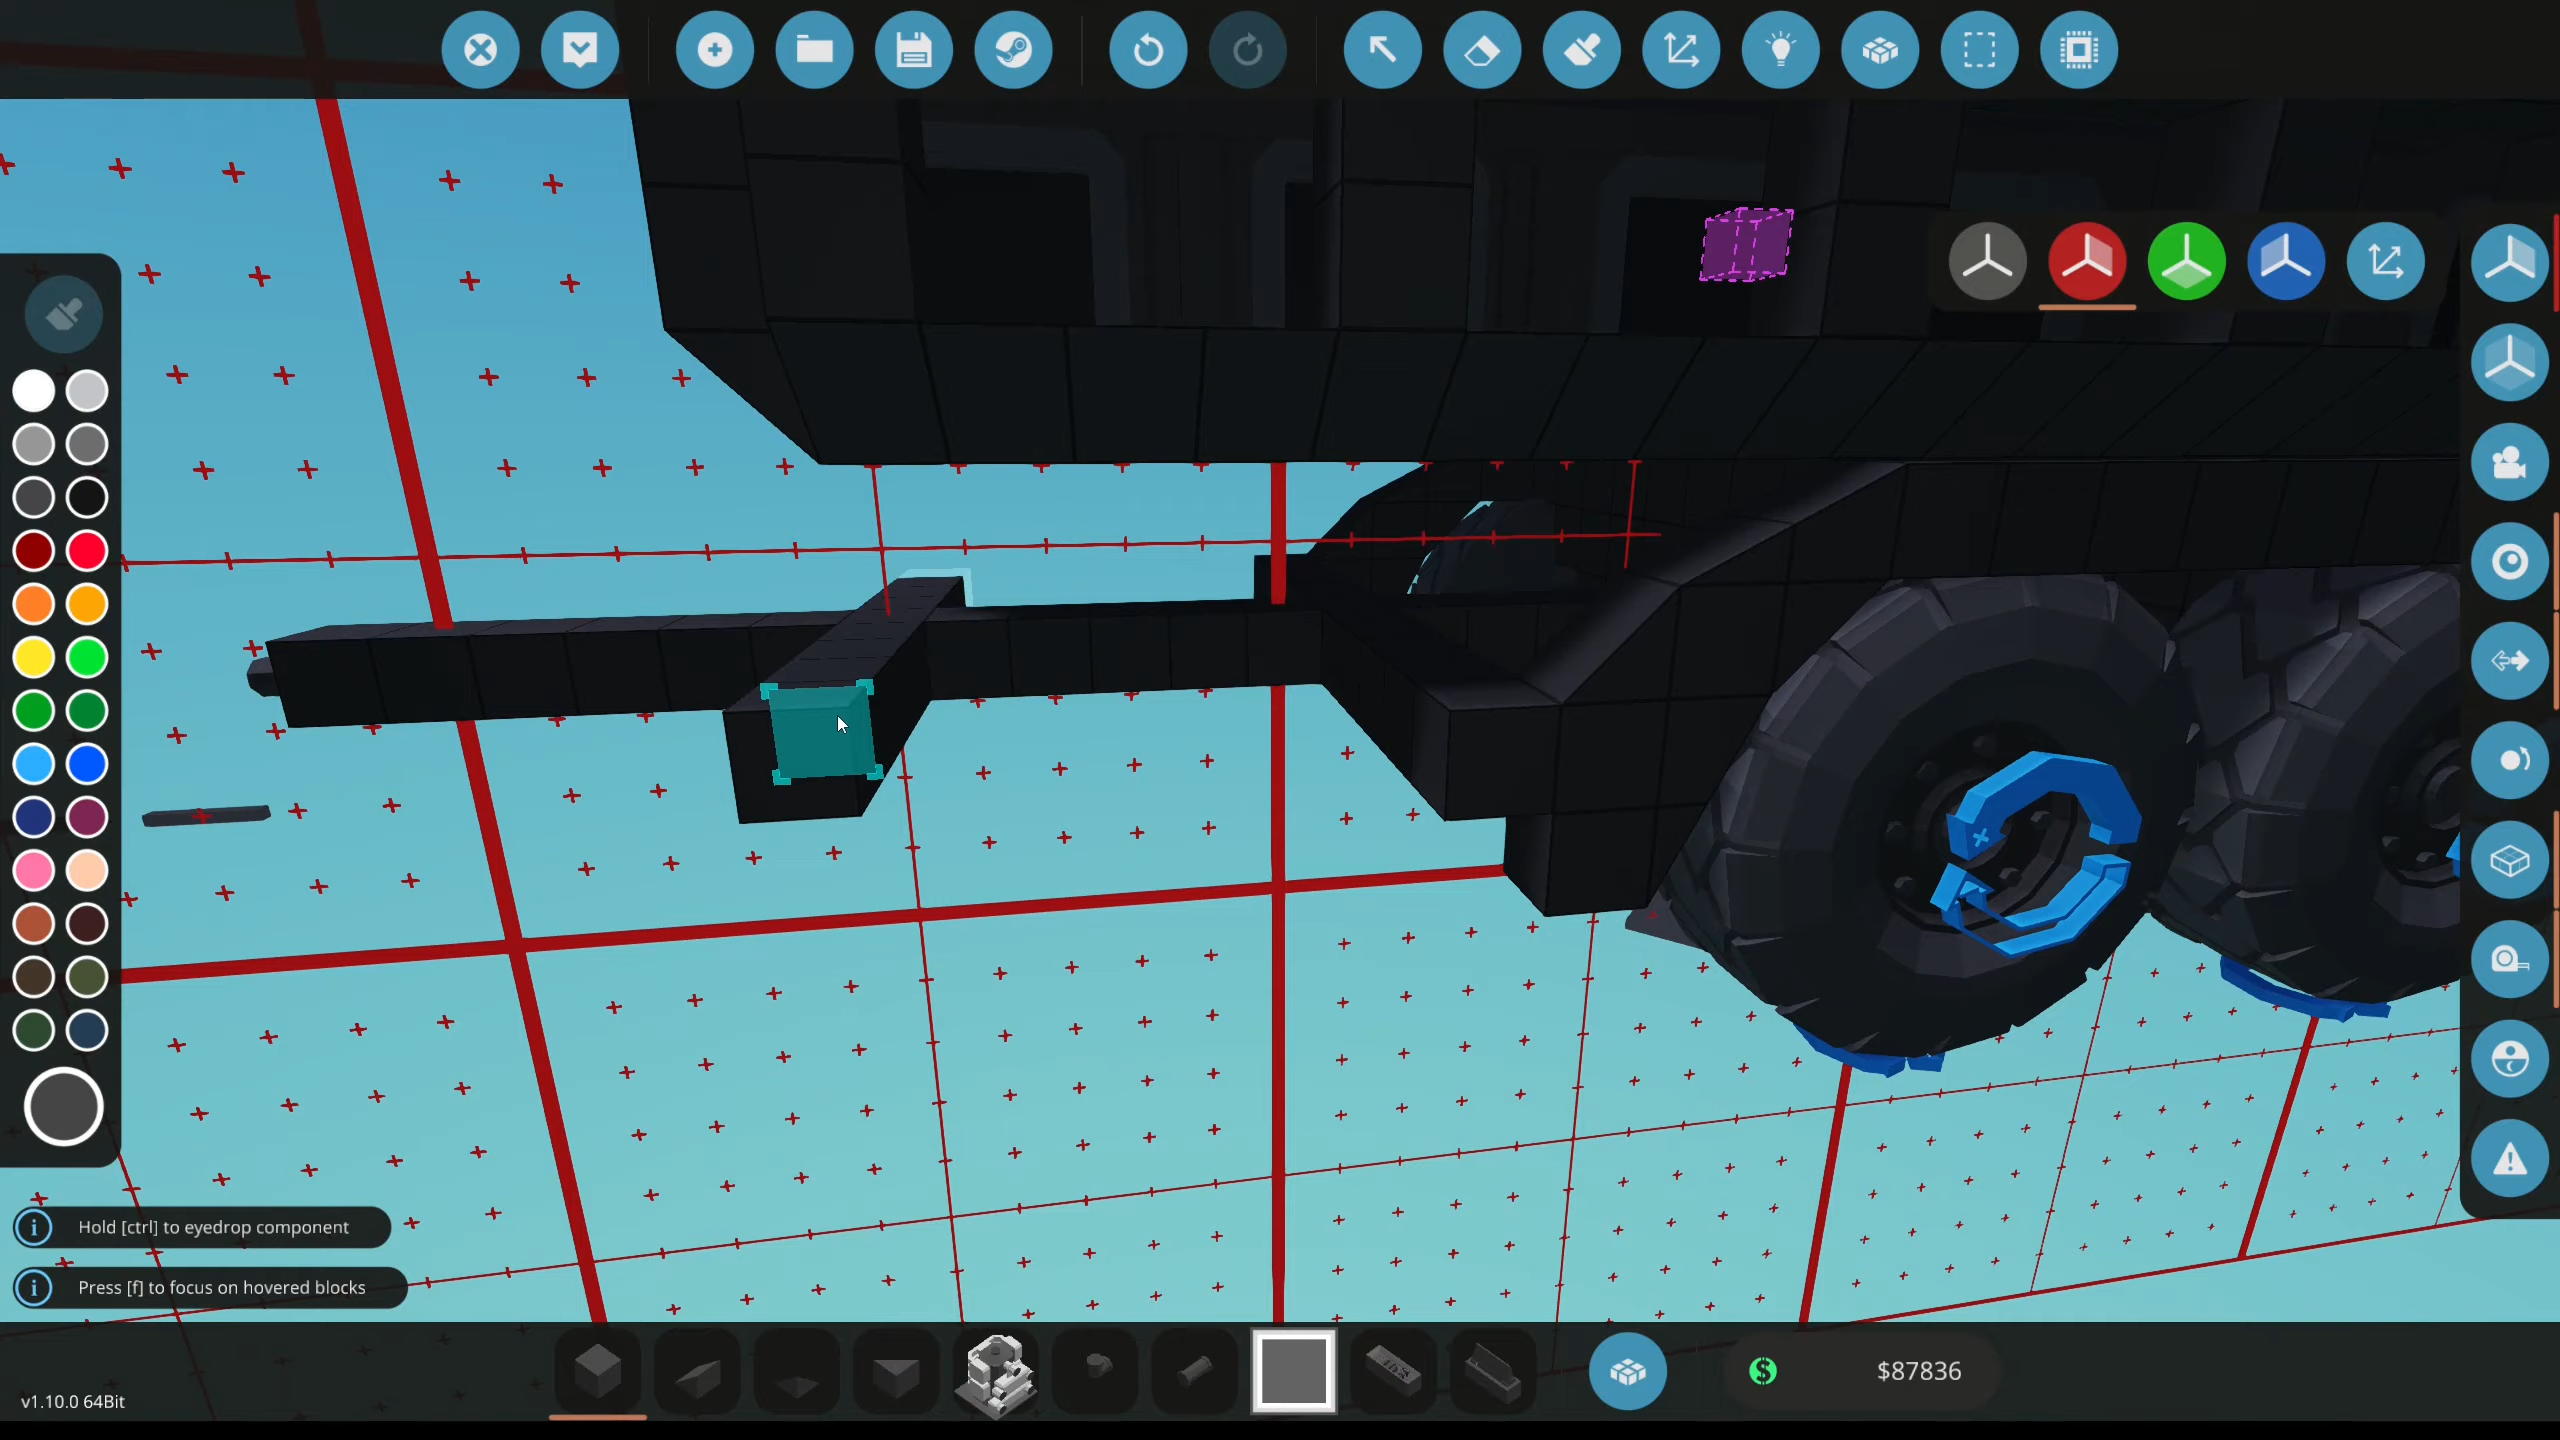 Hold [ctrl] to eyedrop component
Press [f] to focus on hovered blocks
$87836
v1.10.0 64Bit